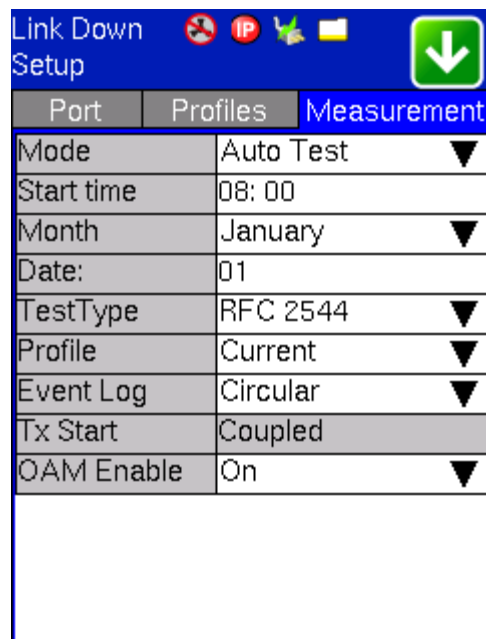 Link Down
Setup
IP
Port Profiles Measurement
Mode Auto Test
Start time 08: 00
Month January
Date: 01
TestType RFC 2544
Profile Current
Event Log Circular
Tx Start Coupled
OAM Enable On